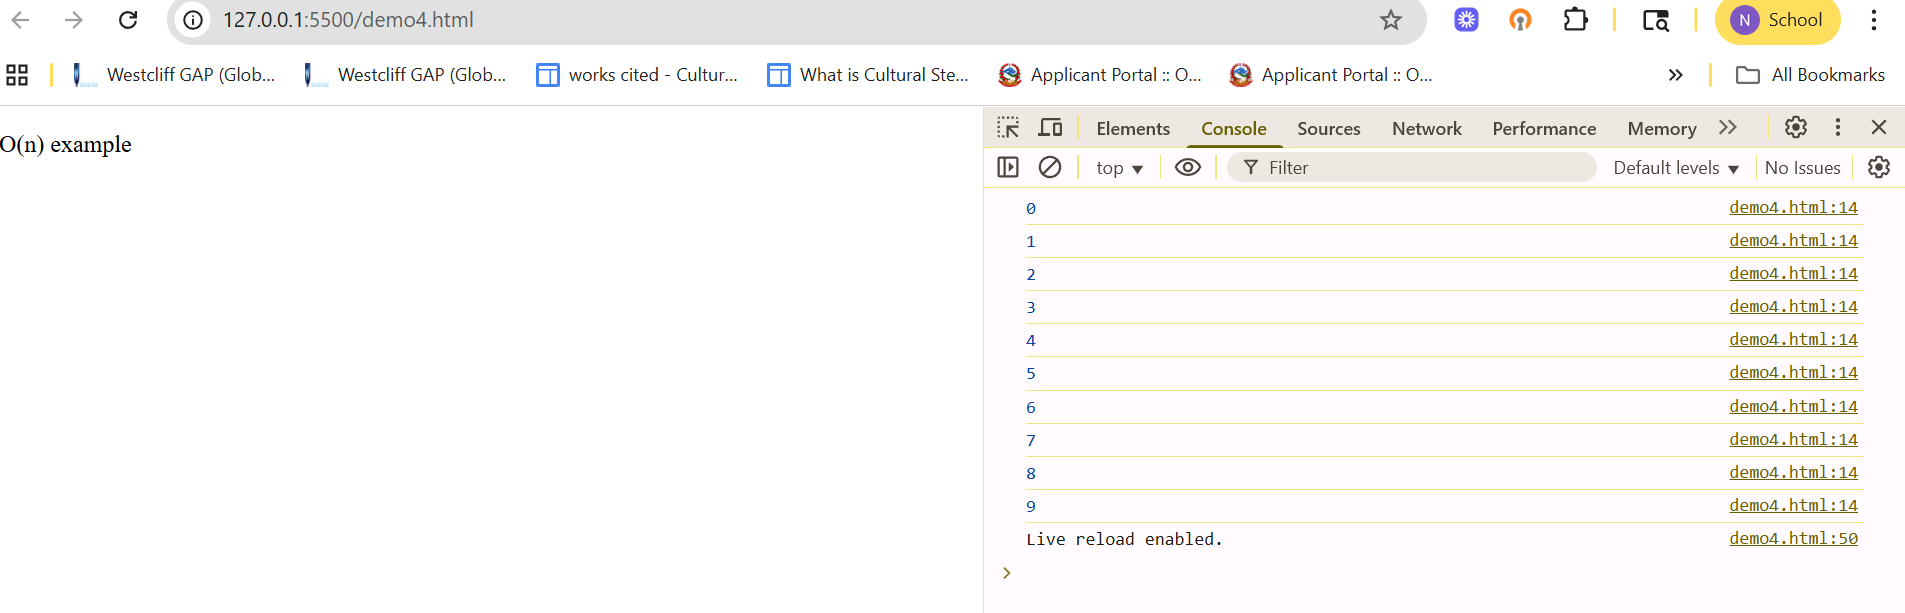 127.0.0.1:5500/demo4.html
N School
Westcliff GAP (Glob...
Westcliff GAP (Glob...
works cited - Cultur...
What is Cultural Ste...
Applicant Portal :: O...
Applicant Portal :: O...
All Bookmarks
O(n) example
Elements Console Sources Network Performance Memory
top Filter Default levels No Issues
0 demo4.html:14
1 demo4.html:14
2 demo4.html:14
3 demo4.html:14
4 demo4.html:14
5 demo4.html:14
6 demo4.html:14
7 demo4.html:14
8 demo4.html:14
9 demo4.html:14
Live reload enabled. demo4.html:50